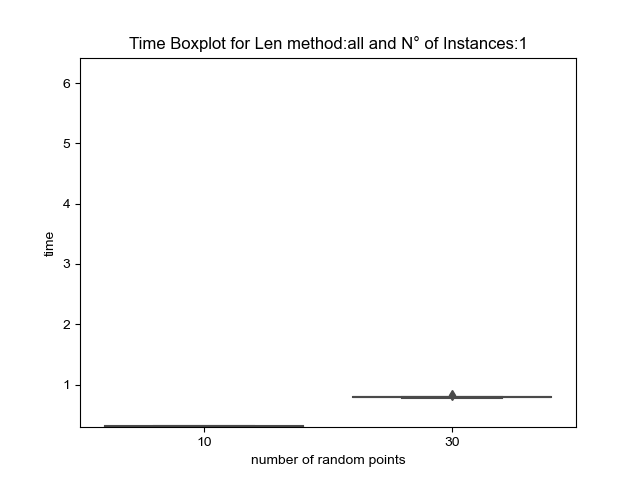 Time Boxplot for Len method:all and N° of Instances:1
6
5
4
3
2
1
time
10 30
number of random points